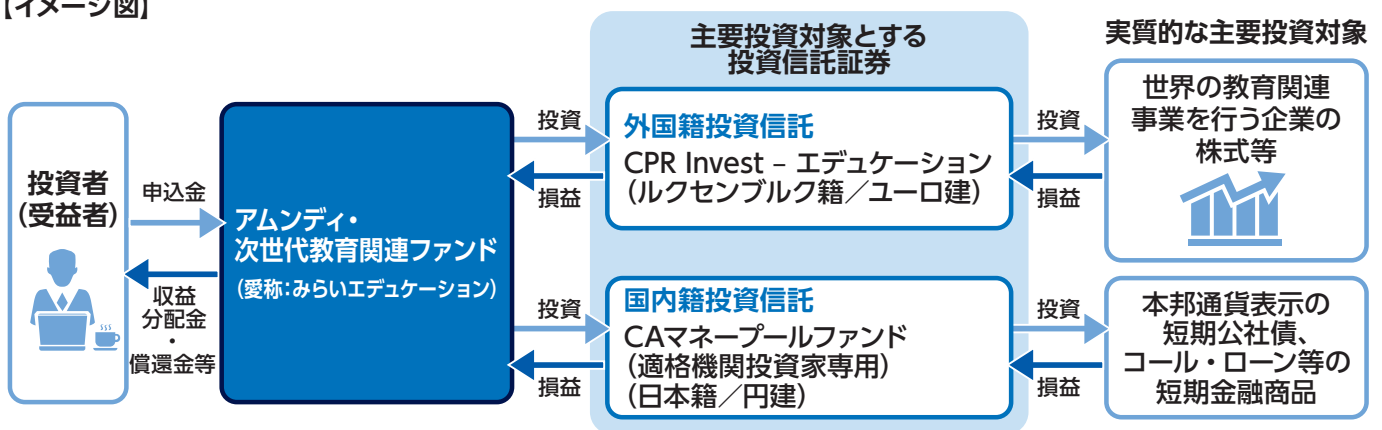 【イメージ図】
主要投資対象とする
投資信託証券
実質的な主要投資対象
投資者
(受益者)
申込金
収益
分配金
・
償還金等
アムンディ・
次世代教育関連ファンド
(愛称:みらいエデュケーション)
投資
損益
外国籍投資信託
CPR Invest – エデュケーション
(ルクセンブルク籍/ユーロ建)
投資
損益
世界の教育関連
事業を行う企業の
株式等
投資
損益
国内籍投資信託
CAマネープールファンド
(適格機関投資家専用)
(日本籍/円建)
投資
損益
本邦通貨表示の
短期公社債、
コール・ローン等の
短期金融商品